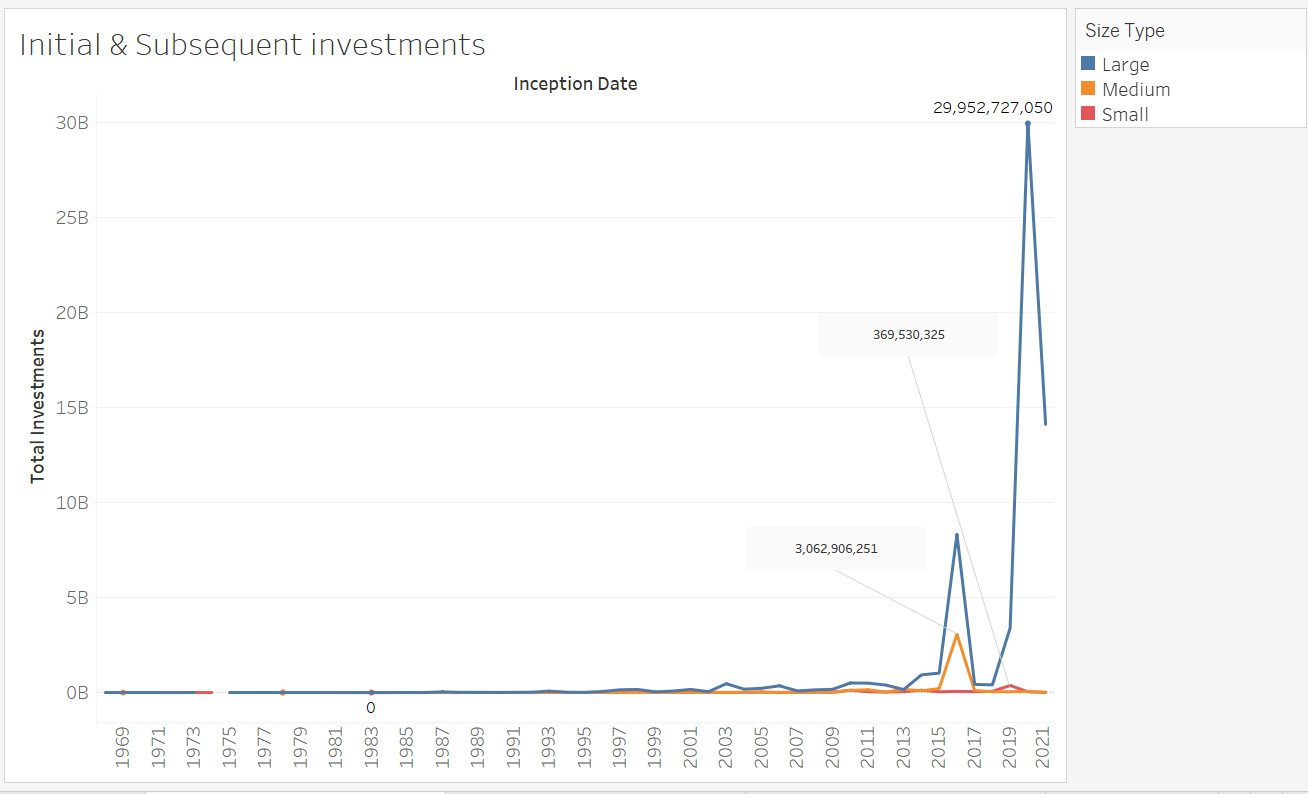 Initial & Subsequent investments
Inception Date
29,952,727,050
30B
25B
20B
15B
10B
5B
0B
Total Investments
369,530,325
3,062,906,251
0
1969
1971
1973
1975
1977
1979
1981
1983
1985
1987
1989
1991
1993
1995
1997
1999
2001
2003
2005
2007
2009
2011
2013
2015
2017
2019
2021
Size Type
Large
Medium
Small